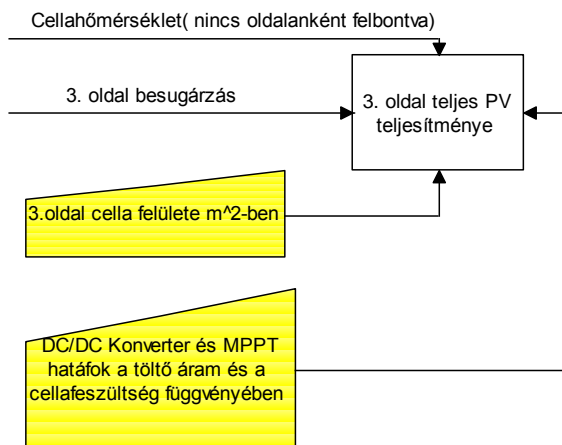 Cellahőmérséklet( nincs oldalanként felbontva)
3. oldal besugárzás
3. oldal teljes PV
teljesítménye
3.oldal cella felülete m^2-ben
DC/DC Konverter és MPPT
hatáfok a töltő áram és a
cellafeszültség függvényében